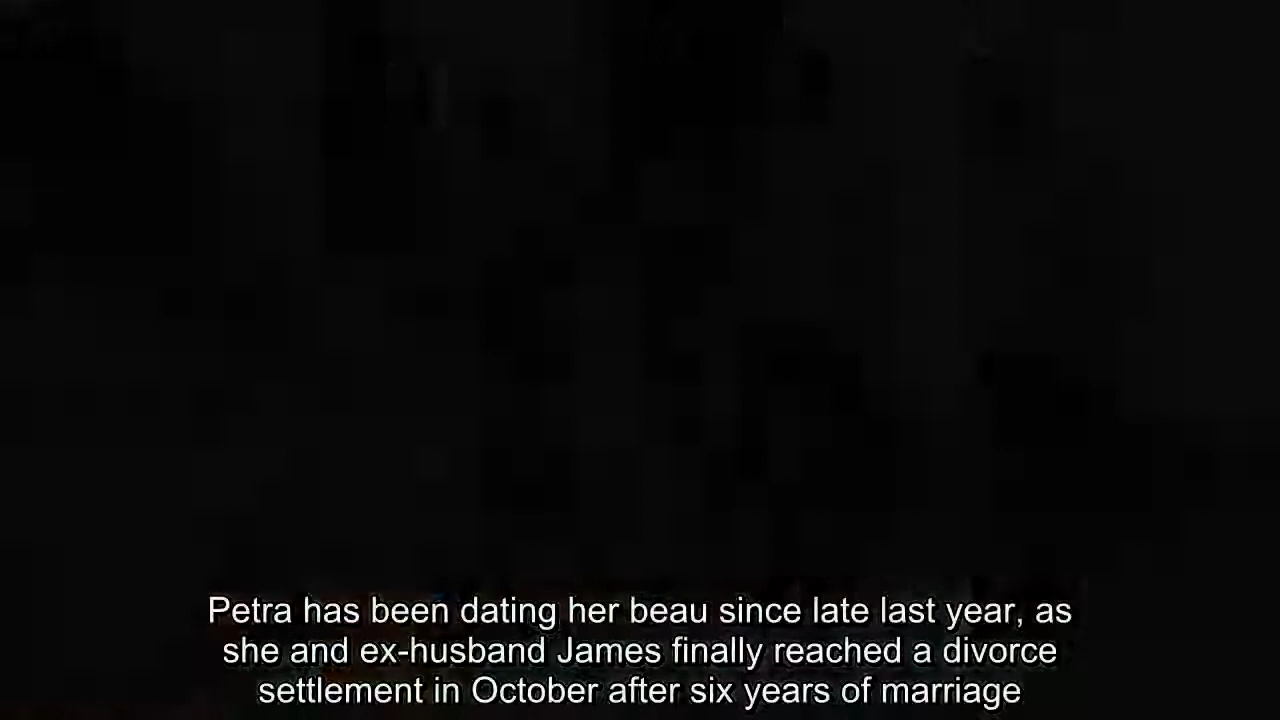 Petra has been dating her beau since late last year, as
she and ex-husband James finally reached a divorce
settlement in October after six years of marriage